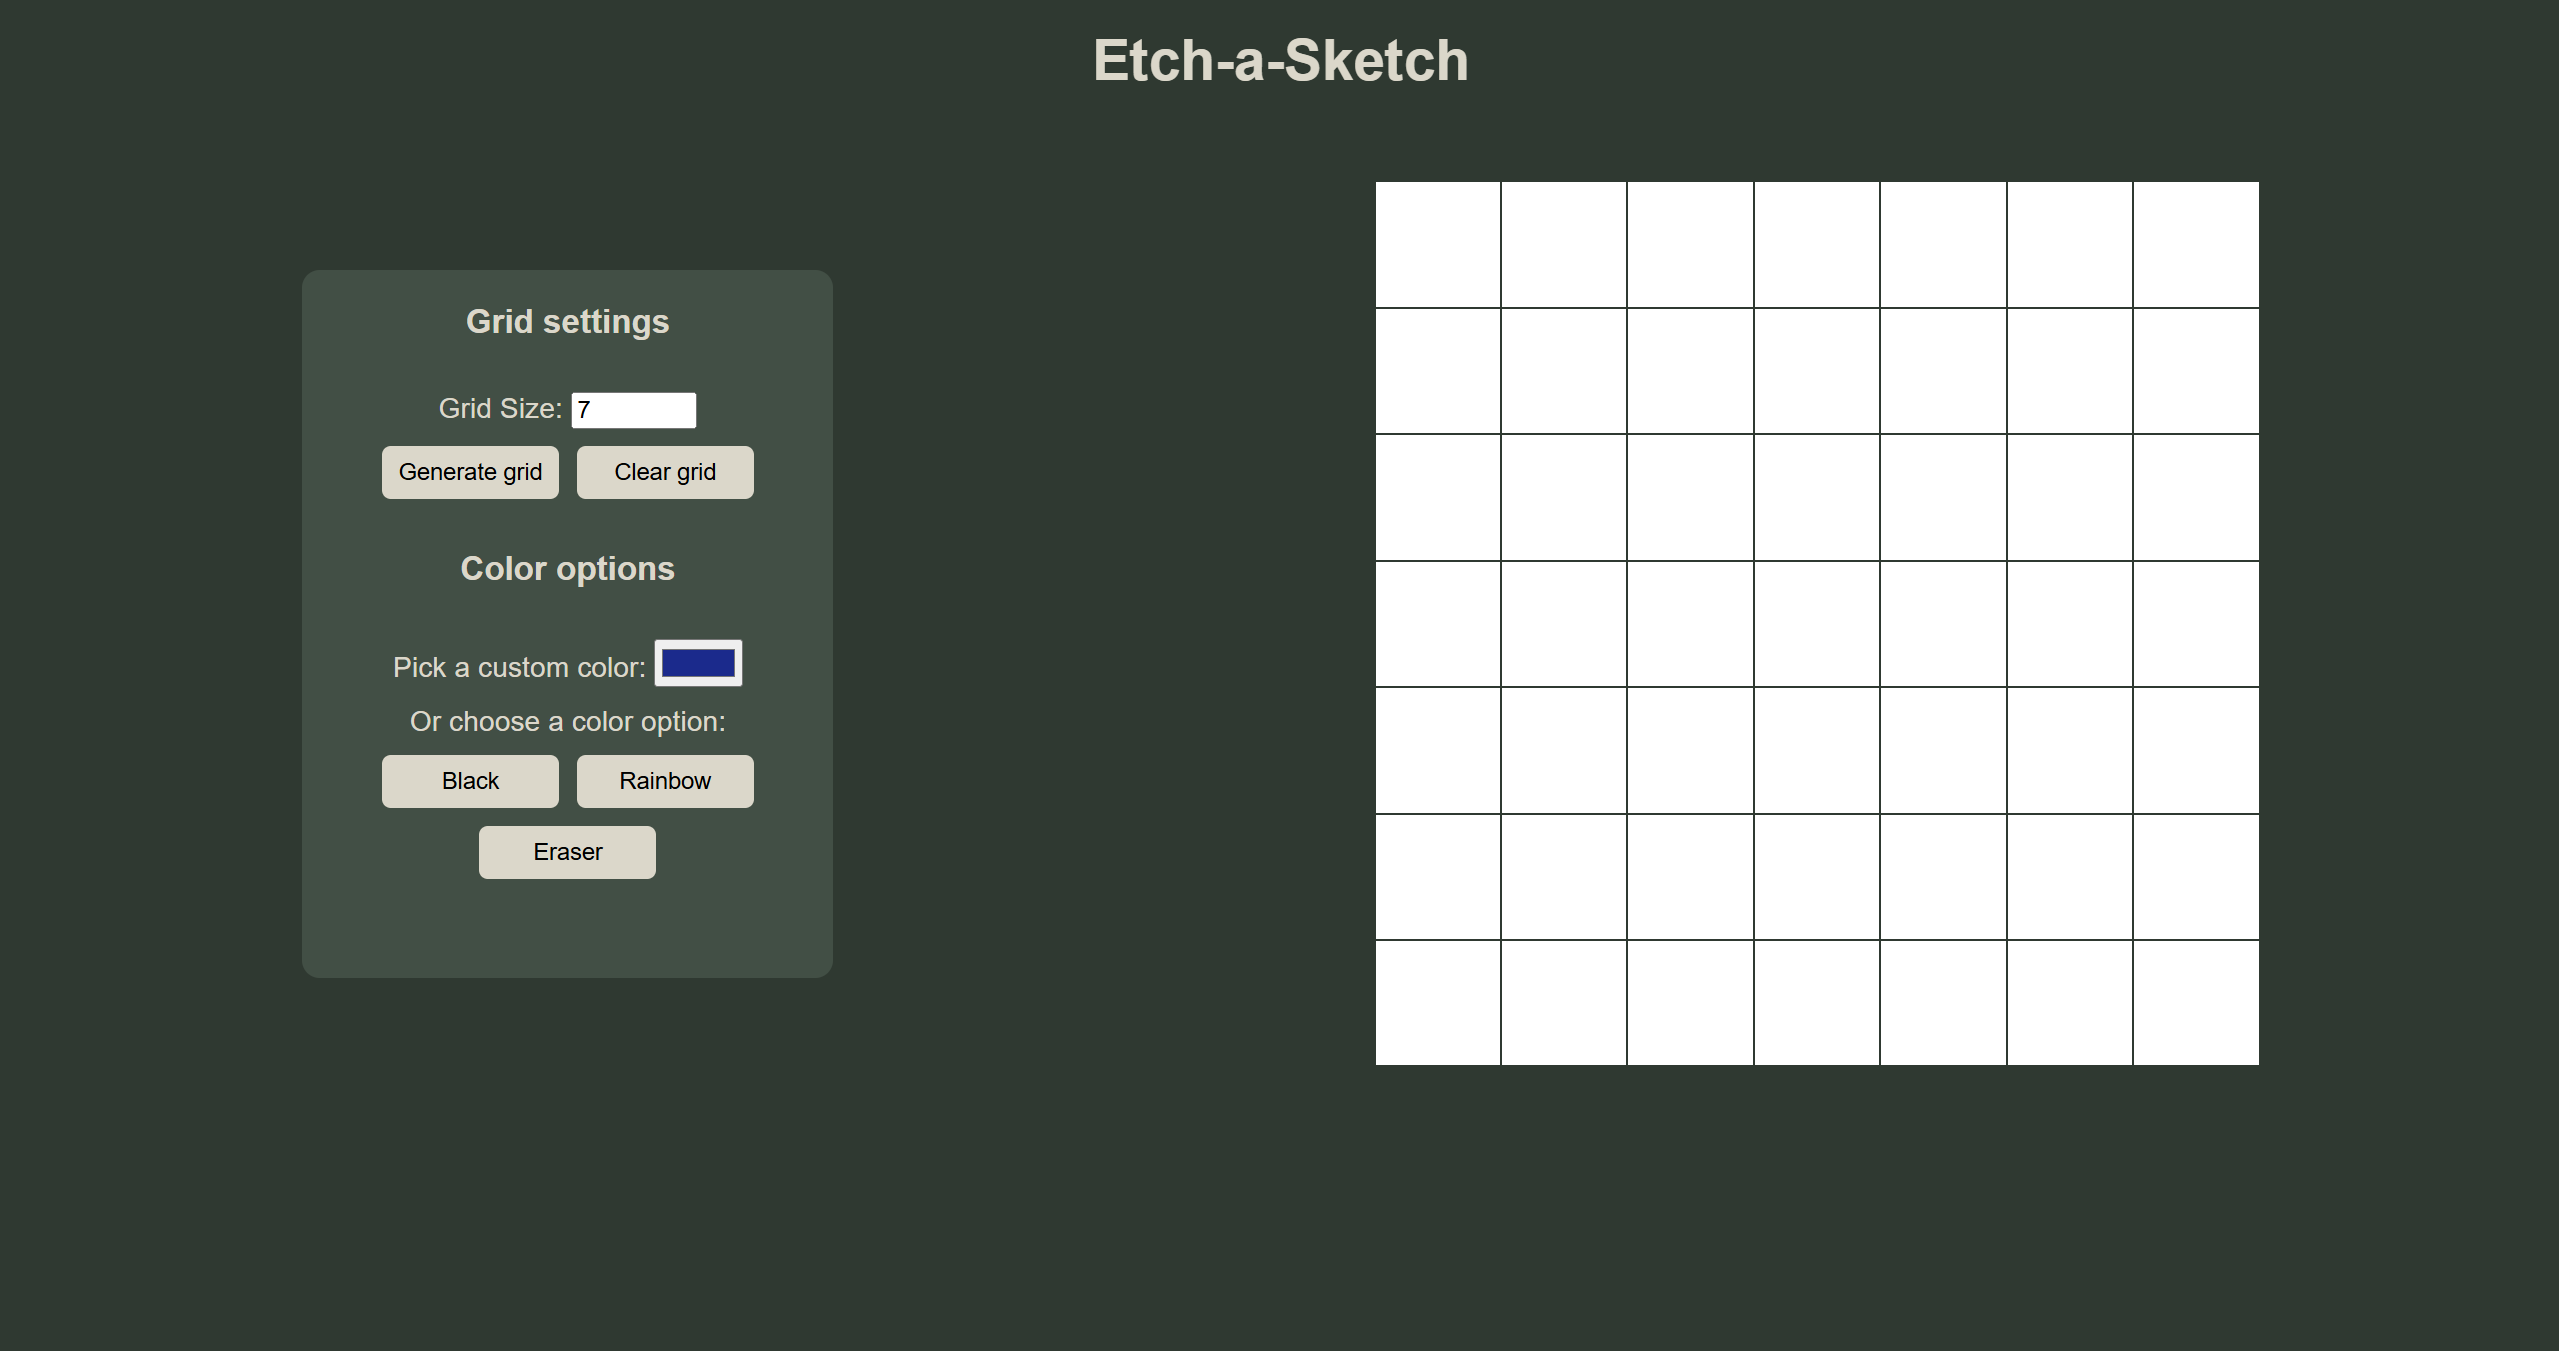 Etch-a-Sketch
Grid settings
Grid Size: 7
Generate grid Clear grid
Color options
Pick a custom color:
Or choose a color option:
Black Rainbow
Eraser